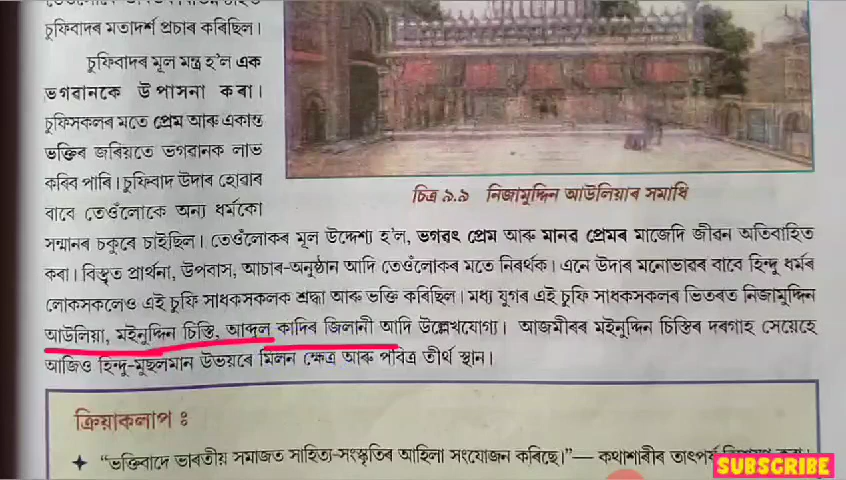 চুফিবাদৰ মতাদৰ্শ প্ৰচাৰ কৰিছিল।
চুফিবাদৰ মূল মন্ত্ৰ হ'ল এক
ভগৱানকে উপাসনা কৰা।
চুফিসকলৰ মতে প্ৰেম আৰু একান্ত
ভক্তিৰ জৰিয়তে ভগৱানক লাভ
কৰিব পাৰি। চুফিবাদ উদাৰ হোৱাৰ
বাবে তেওঁলোকে অন্য ধৰ্মকো
চিত্ৰ ৯.৯ নিজামুদ্দিন আউলিয়াৰ সমাধি
সন্মানৰ চকুৰে চাইছিল। তেওঁলোকৰ মূল উদ্দেশ্য হ'ল, ভগৱৎ প্ৰেম আৰু মানৱ প্ৰেমৰ মাজেদি জীৱন অতিবাহিত
কৰা। বিস্তৃত প্ৰাৰ্থনা, উপবাস, আচাৰ-অনুষ্ঠান আদি তেওঁলোকৰ মতে নিৰৰ্থক। এনে উদাৰ মনোভাৱৰ বাবে হিন্দু ধৰ্মৰ
লোকসকলেও এই চুফি সাধকসকলক শ্ৰদ্ধা আৰু ভক্তি কৰিছিল। মধ্য যুগৰ এই চুফি সাধকসকলৰ ভিতৰত নিজামুদ্দিন
আউলিয়া, মইনুদ্দিন চিস্তি, আব্দুল কাদিৰ জিলানী আদি উল্লেখযোগ্য। আজমীৰৰ মইনুদ্দিন চিস্তিৰ দৰগাহ সেয়েহে
আজিও হিন্দু-মুছলমান উভয়ৰে মিলন ক্ষেত্ৰ আৰু পবিত্ৰ তীৰ্থ স্থান।
ক্ৰিয়াকলাপ :
"ভক্তিবাদে ভাৰতীয় সমাজত সাহিত্য-সংস্কৃতিৰ আহিলা সংযোজন কৰিছে।"— কথাশাৰীৰ তাৎপৰ্য
SUBSCRIBE